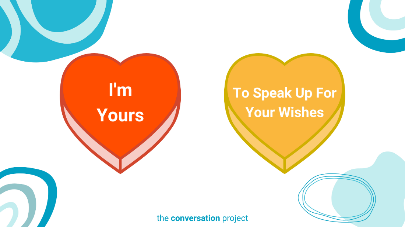 I'm
Yours
To Speak Up For
Your Wishes
the conversation project